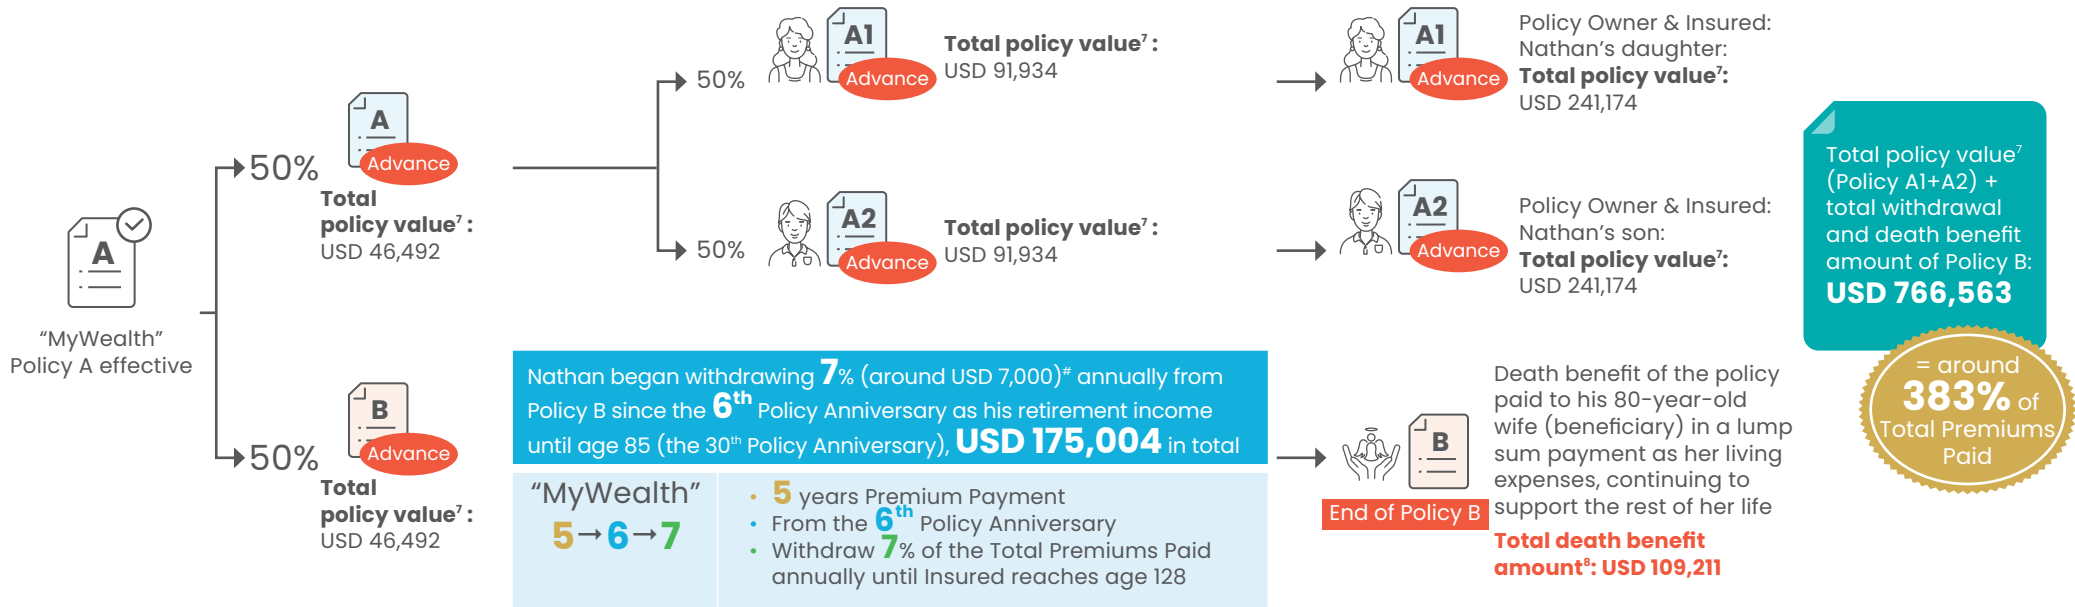 A
“MyWealth”
Policy A effective
50%
A
Advance
Total
policy value⁷ :
USD 46,492
50%
B
Advance
Total
policy value⁷ :
USD 46,492
50%
A1
Advance
Total policy value⁷ :
USD 91,934
50%
A2
Advance
Total policy value⁷ :
USD 91,934
A1
Advance
Policy Owner & Insured:
Nathan’s daughter:
Total policy value⁷:
USD 241,174
A2
Advance
Policy Owner & Insured:
Nathan’s son:
Total policy value⁷:
USD 241,174
Nathan began withdrawing 7% (around USD 7,000)# annually from
Policy B since the 6th Policy Anniversary as his retirement income
until age 85 (the 30th Policy Anniversary), USD 175,004 in total
“MyWealth”
5→6→7
• 5 years Premium Payment
• From the 6th Policy Anniversary
• Withdraw 7% of the Total Premiums Paid
annually until Insured reaches age 128
B
End of Policy B
Death benefit of the policy
paid to his 80-year-old
wife (beneficiary) in a lump
sum payment as her living
expenses, continuing to
support the rest of her life
Total death benefit
amount⁸: USD 109,211
Total policy value⁷
(Policy A1+A2) +
total withdrawal
and death benefit
amount of Policy B:
USD 766,563
= around
383% of
Total Premiums
Paid